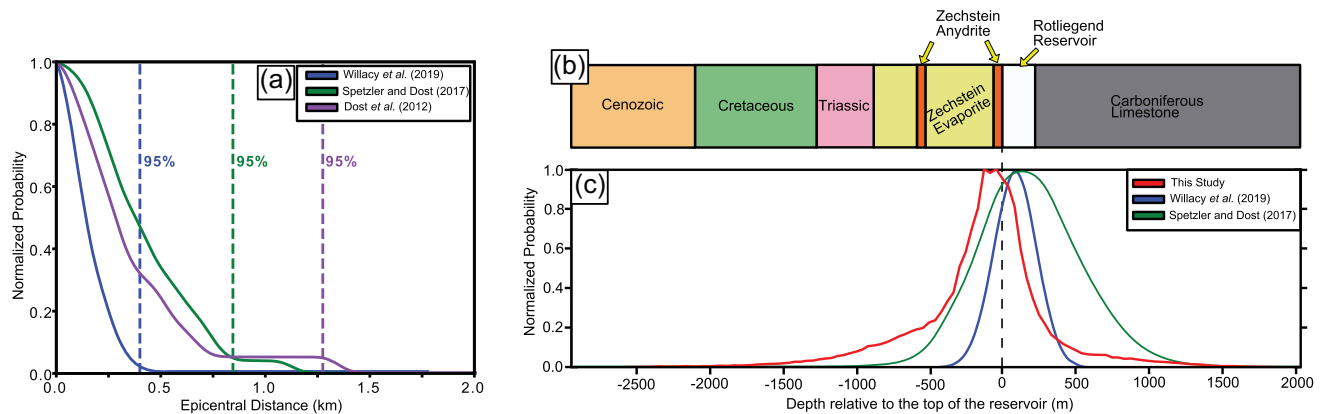 (a)
Willacy et al. (2019)
Spetzler and Dost (2017)
Dost et al. (2012)
95%
95%
95%
Normalized Probability
1.0
0.8
0.6
0.4
0.2
0.0
0.0
0.5
1.0
1.5
2.0
Epicentral Distance (km)
(b)
Zechstein
Anydrite
Rotliegend
Reservoir
Cenozoic
Cretaceous
Triassic
Zechstein
Evaporite
Carboniferous
Limestone
(c)
This Study
Willacy et al. (2019)
Spetzler and Dost (2017)
Normalized Probability
1.0
0.8
0.6
0.4
0.2
0.0
-2500
-2000
-1500
-1000
-500
0
500
1000
1500
2000
Depth relative to the top of the reservoir (m)